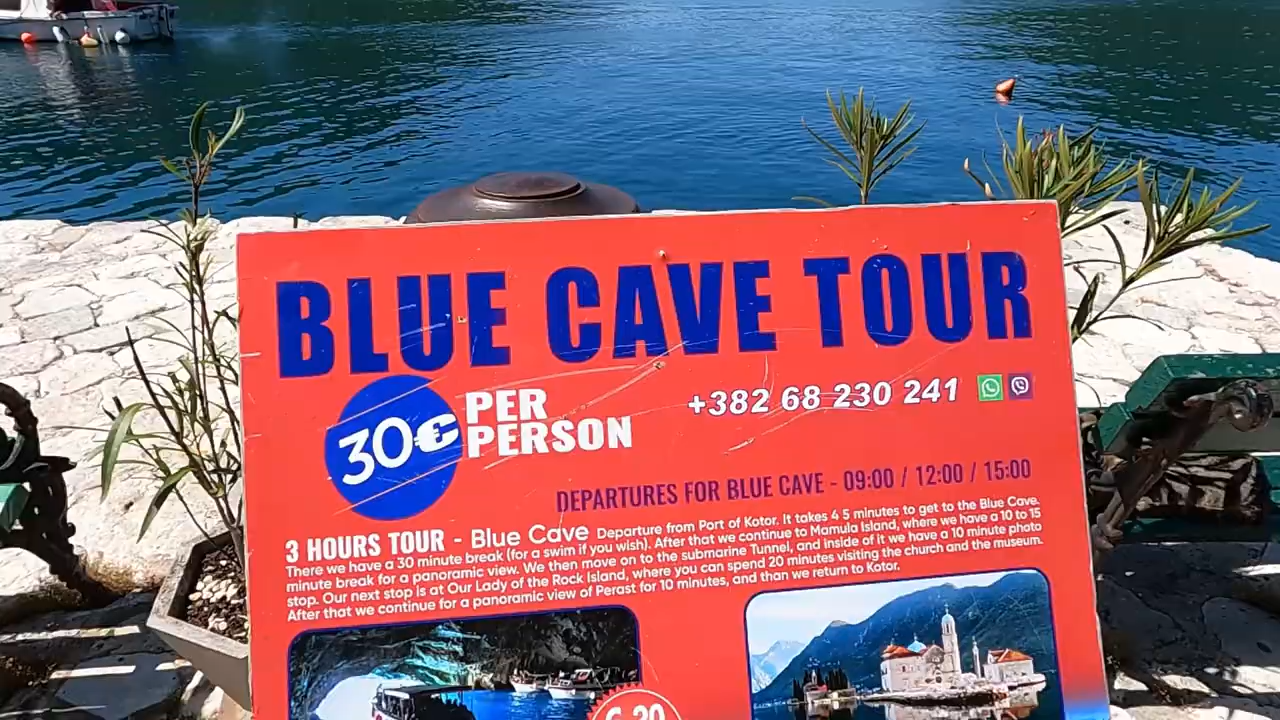 BLUE CAVE TOUR
30€ PER PERSON
+382 68 230 241
DEPARTURES FOR BLUE CAVE - 09:00 / 12:00 / 15:00
3 HOURS TOUR - Blue Cave Departure from Port of Kotor. It takes 4 5 minutes to get to the Blue Cave.
There we have a 30 minute break (for a swim if you wish). After that we continue to Mamula Island, where we have a 10 to 15
minute break for a panoramic view. We then move on to the submarine Tunnel, and inside of it we have a 10 minute photo
stop. Our next stop is at Our Lady of the Rock Island, where you can spend 20 minutes visiting the church and the museum.
After that we continue for a panoramic view of Perast for 10 minutes, and than we return to Kotor.